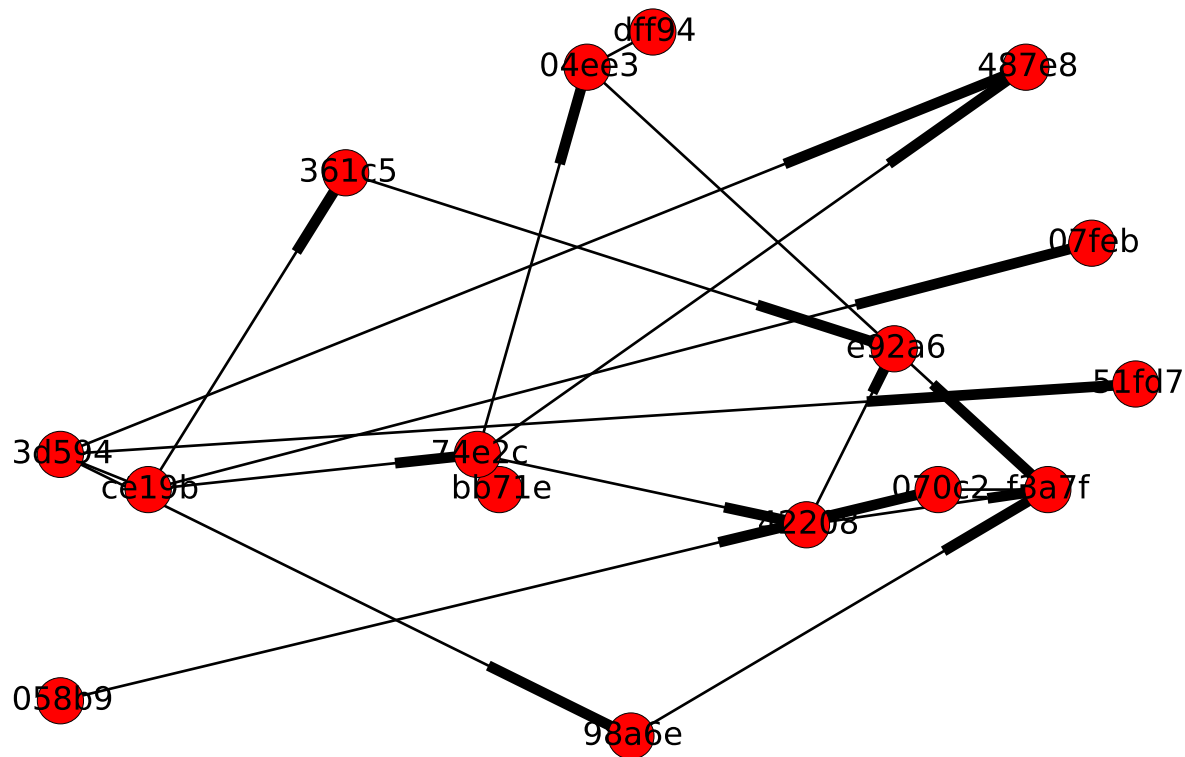 dff94
04ee3
487e8
361c5
07feb
e92a6
51fd7
3d594
74e2c
ce19b
bb71e
070c2
f3a7f
42208
058b9
98a6e